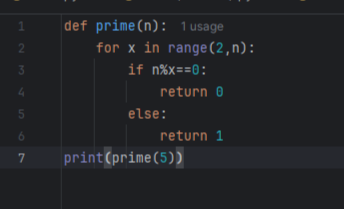 1 def prime(n): 1 usage
2     for x in range(2,n):
3         if n%x==0:
4             return 0
5         else:
6             return 1
7 print(prime(5))